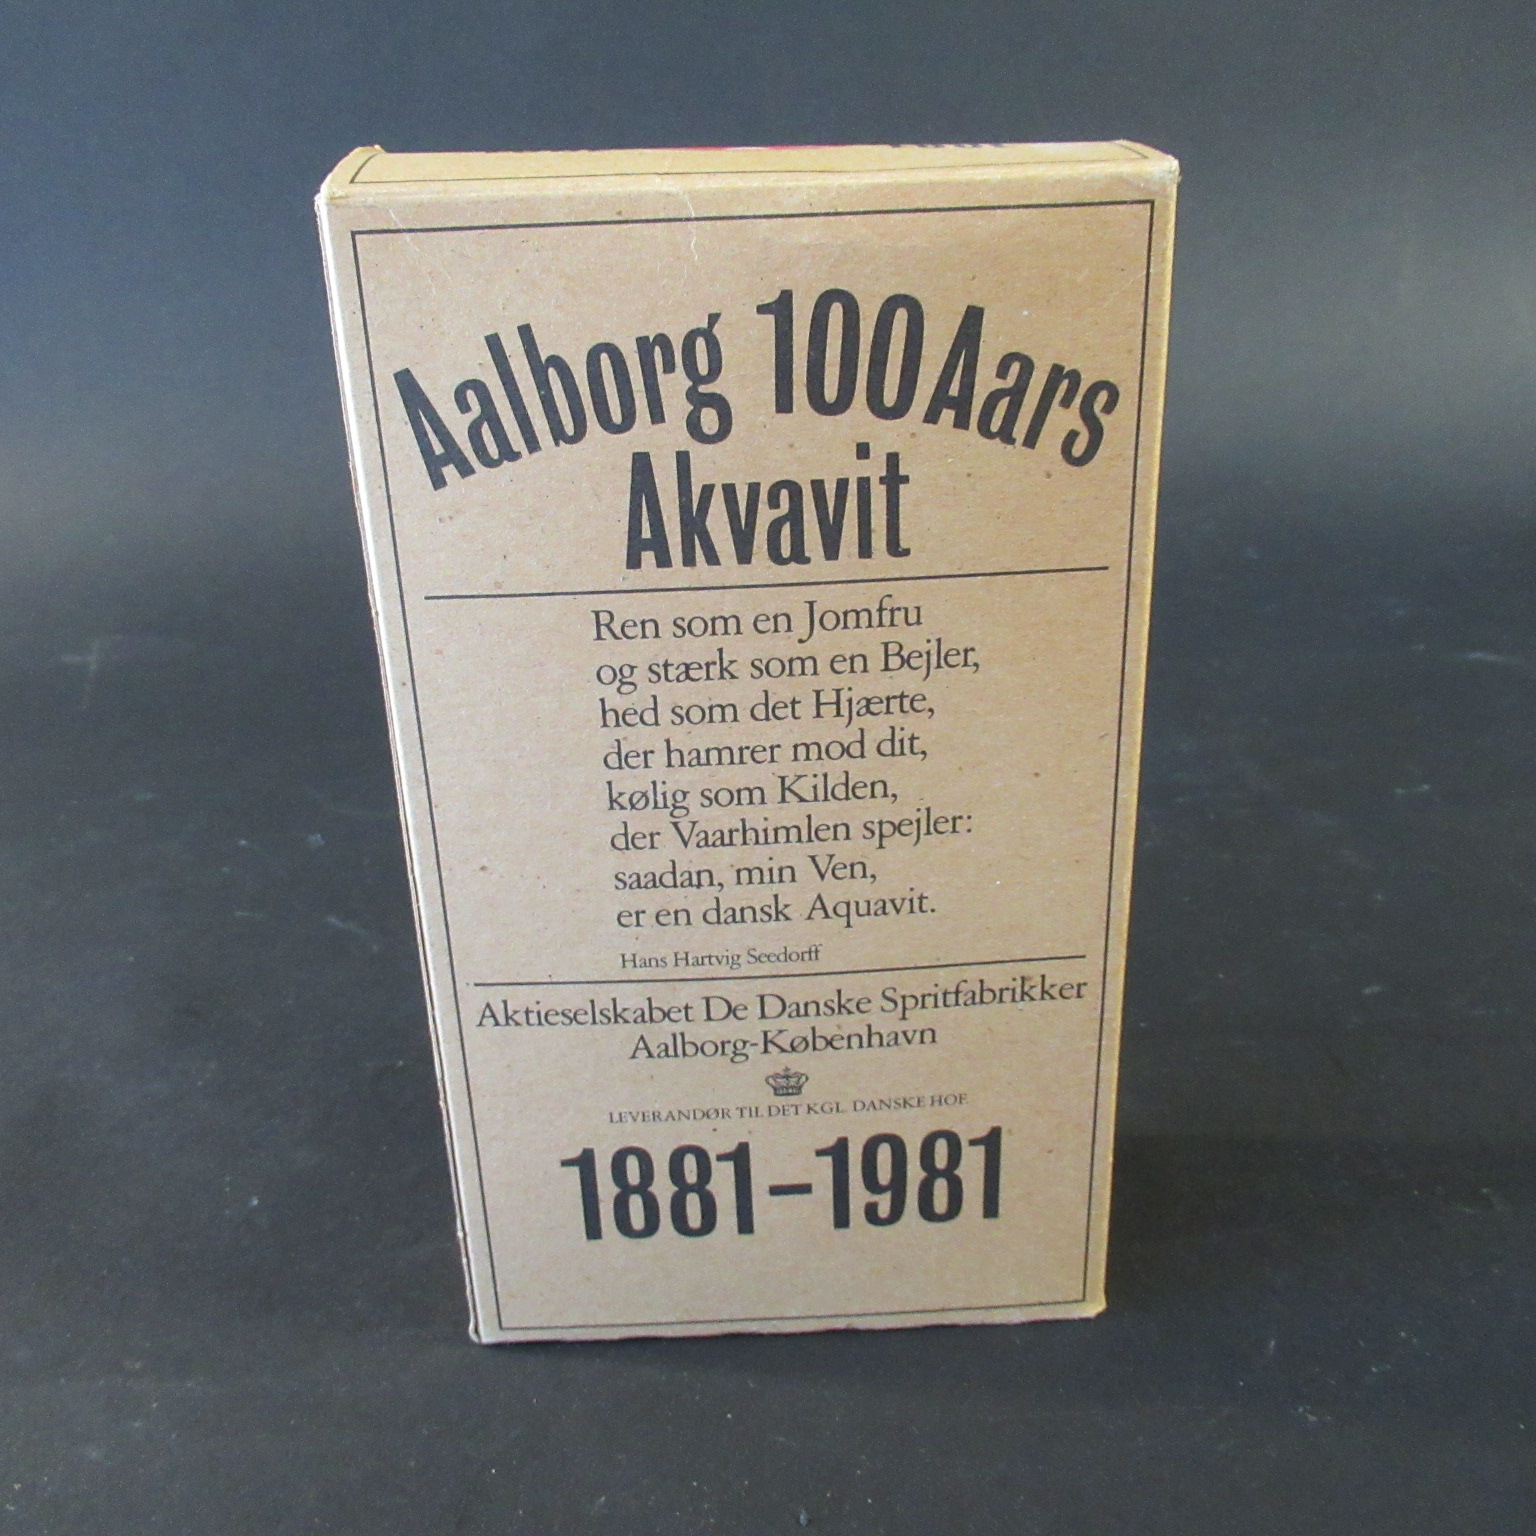 Aalborg 100 Aars
Akvavit
Ren som en Jomfru
og stærk som en Bejler,
hed som det Hjærte,
der hamrer mod dit,
kølig som Kilden,
der Vaarhimlen spejler:
saadan, min Ven,
er en dansk Aquavit.
Hans Hartvig Seedorff
Aktieselskabet De Danske Spritfabrikker
Aalborg-København
LEVERANDØR TIL DET KGL. DANSKE HOF
1881–1981